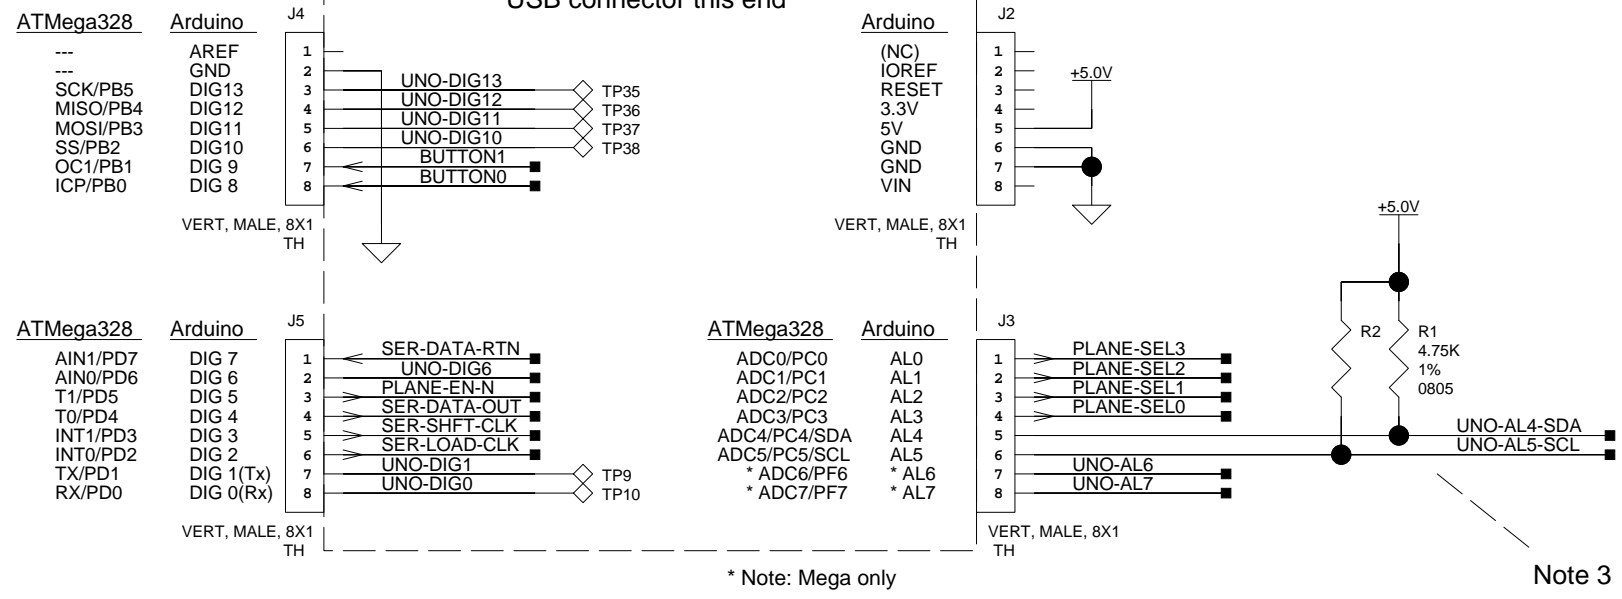 USB connector this end
ATMega328 Arduino J4
--- AREF 1
--- GND 2
SCK/PB5 DIG13 3 UNO-DIG13 TP35
MISO/PB4 DIG12 4 UNO-DIG12 TP36
MOSI/PB3 DIG11 5 UNO-DIG11 TP37
SS/PB2 DIG10 6 UNO-DIG10 TP38
OC1/PB1 DIG 9 7 BUTTON1
ICP/PB0 DIG 8 8 BUTTON0
VERT, MALE, 8X1
TH
Arduino J2
(NC) 1
IOREF 2
RESET 3
3.3V 4
5V 5
GND 6
GND 7
VIN 8
+5.0V
VERT, MALE, 8X1
TH
ATMega328 Arduino J5
AIN1/PD7 DIG 7 1 SER-DATA-RTN
AIN0/PD6 DIG 6 2 UNO-DIG6
T1/PD5 DIG 5 3 PLANE-EN-N
T0/PD4 DIG 4 4 SER-DATA-OUT
INT1/PD3 DIG 3 5 SER-SHFT-CLK
INT0/PD2 DIG 2 6 SER-LOAD-CLK
TX/PD1 DIG 1(Tx) 7 UNO-DIG1 TP9
RX/PD0 DIG 0(Rx) 8 UNO-DIG0 TP10
VERT, MALE, 8X1
TH
ATMega328 Arduino J3
ADC0/PC0 AL0 1 PLANE-SEL3
ADC1/PC1 AL1 2 PLANE-SEL2
ADC2/PC2 AL2 3 PLANE-SEL1
ADC3/PC3 AL3 4 PLANE-SEL0
ADC4/PC4/SDA AL4 5 UNO-AL4-SDA
ADC5/PC5/SCL AL5 6 UNO-AL5-SCL
* ADC6/PF6 * AL6 7 UNO-AL6
* ADC7/PF7 * AL7 8 UNO-AL7
VERT, MALE, 8X1
TH
+5.0V
R2 R1
4.75K
1%
0805
* Note: Mega only
Note 3